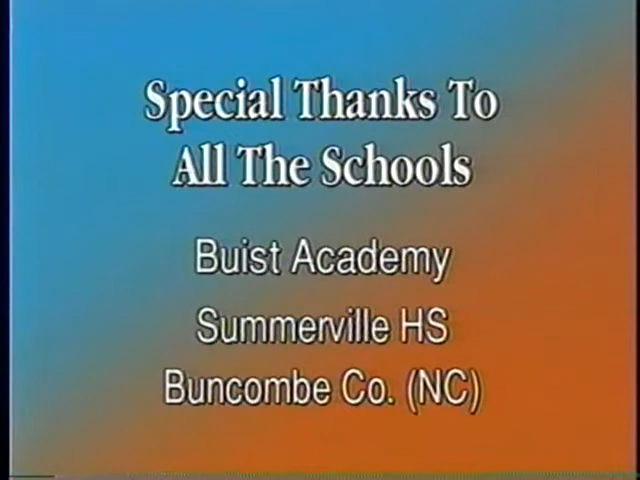 Special Thanks To
All The Schools
Buist Academy
Summerville HS
Buncombe Co. (NC)